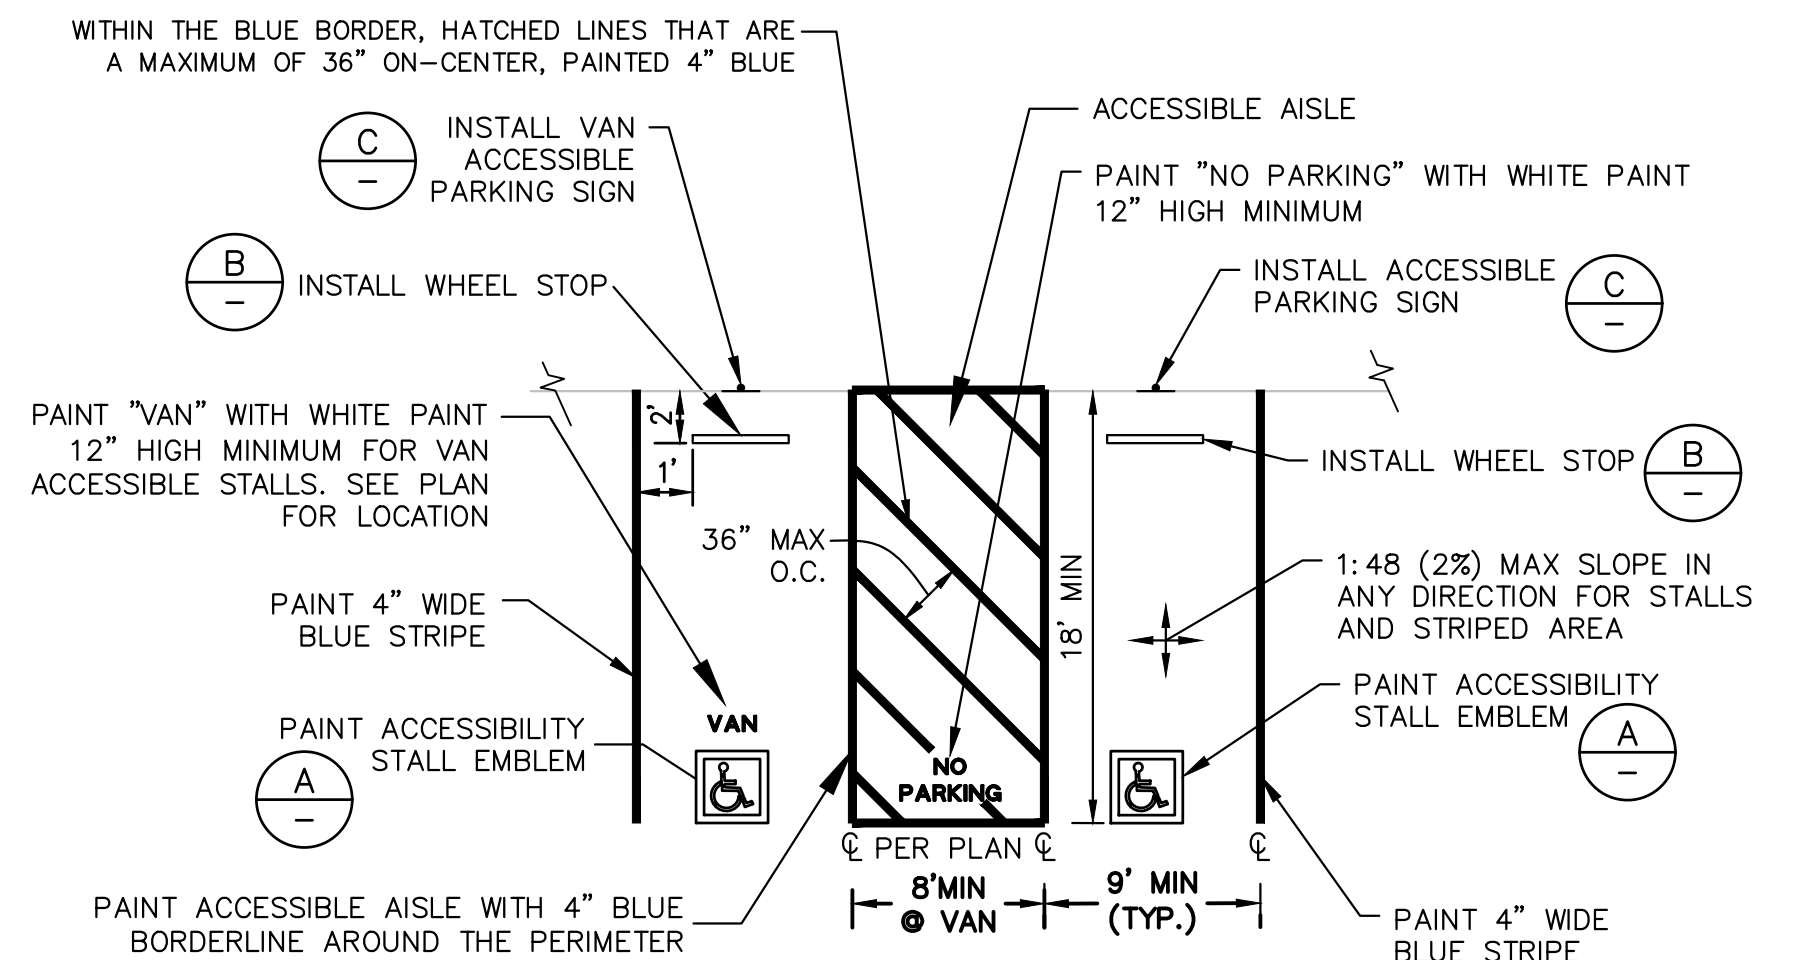 WITHIN THE BLUE BORDER, HATCHED LINES THAT ARE
A MAXIMUM OF 36" ON-CENTER, PAINTED 4" BLUE
C
-
INSTALL VAN
ACCESSIBLE
PARKING SIGN
ACCESSIBLE AISLE
PAINT "NO PARKING" WITH WHITE PAINT
12" HIGH MINIMUM
B
-
INSTALL WHEEL STOP
INSTALL ACCESSIBLE
PARKING SIGN
C
-
PAINT "VAN" WITH WHITE PAINT
12" HIGH MINIMUM FOR VAN
ACCESSIBLE STALLS. SEE PLAN
FOR LOCATION
2'
1'
INSTALL WHEEL STOP
B
-
36" MAX
O.C.
18' MIN
1:48 (2%) MAX SLOPE IN
ANY DIRECTION FOR STALLS
AND STRIPED AREA
PAINT 4" WIDE
BLUE STRIPE
PAINT ACCESSIBILITY
STALL EMBLEM
A
-
VAN
NO
PARKING
PAINT ACCESSIBILITY
STALL EMBLEM
A
-
℄ PER PLAN ℄
℄
8'MIN
@ VAN
9' MIN
(TYP.)
PAINT ACCESSIBLE AISLE WITH 4" BLUE
BORDERLINE AROUND THE PERIMETER
PAINT 4" WIDE
BLUE STRIPE